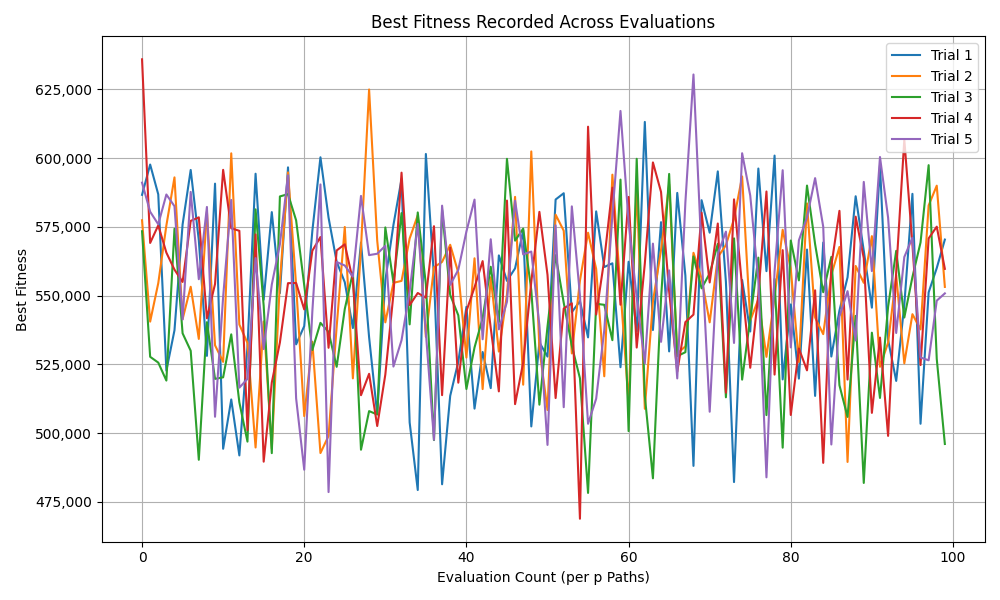 Best Fitness Recorded Across Evaluations
Best Fitness
625,000
600,000
575,000
550,000
525,000
500,000
475,000
0
20
40
60
80
100
Evaluation Count (per p Paths)
Trial 1
Trial 2
Trial 3
Trial 4
Trial 5